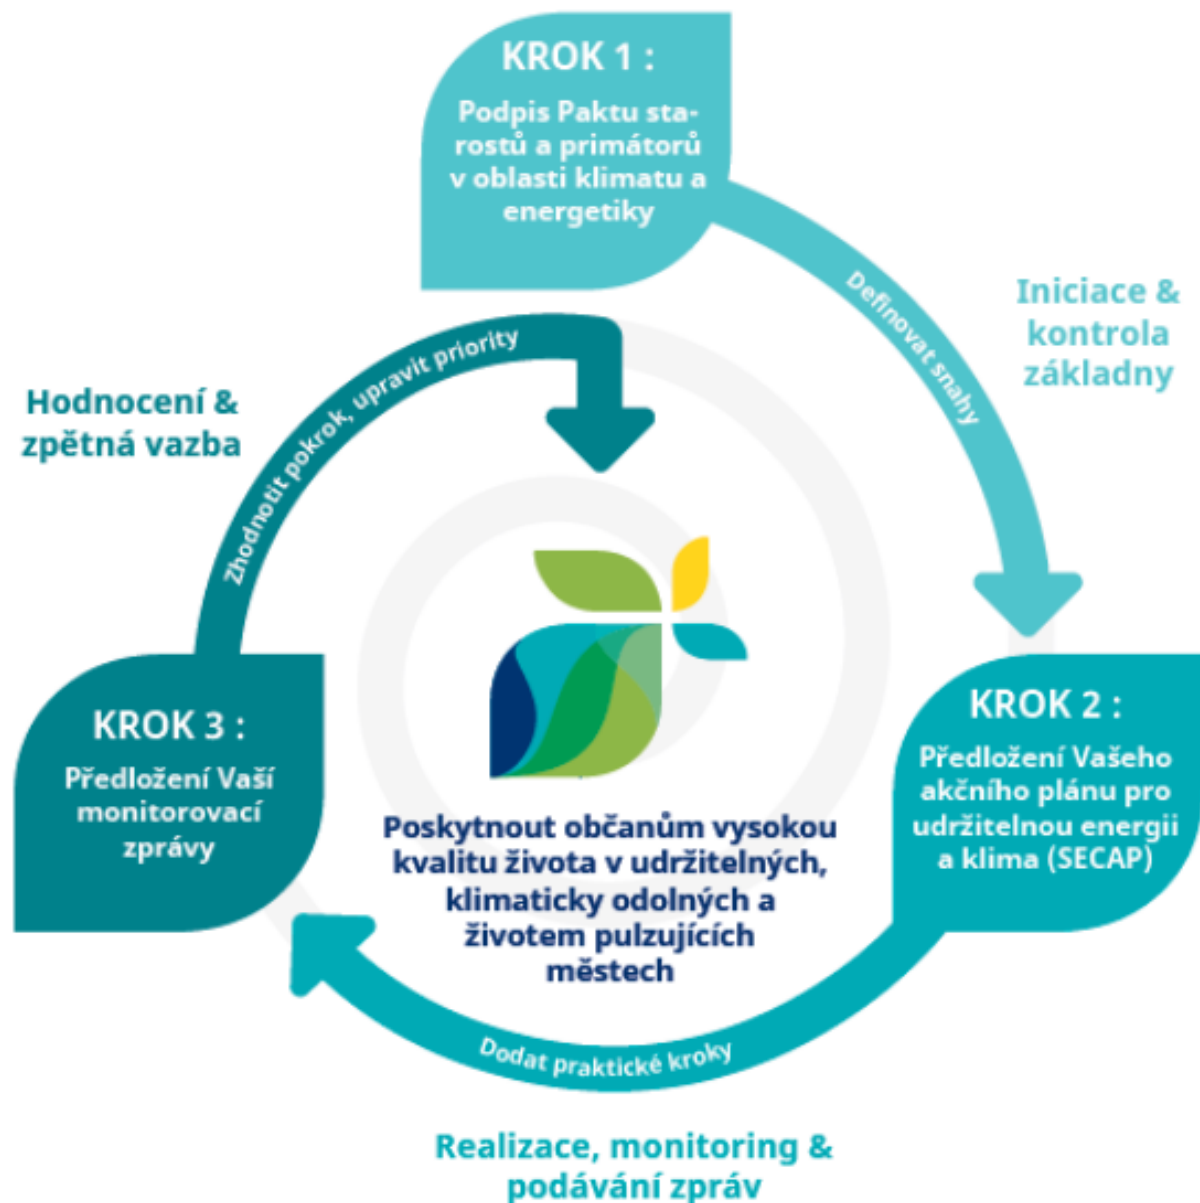 KROK 1 :
Podpis Paktu sta-
rostů a primátorů
v oblasti klimatu a
energetiky
Definovat snahy
Iniciace &
kontrola
základny
KROK 2 :
Předložení Vašeho
akčního plánu pro
udržitelnou energii
a klima (SECAP)
Dodat praktické kroky
Realizace, monitoring &
podávání zpráv
KROK 3 :
Předložení Vaší
monitorovací
zprávy
Zhodnotit pokrok, upravit priority
Hodnocení &
zpětná vazba
Poskytnout občanům vysokou
kvalitu života v udržitelných,
klimaticky odolných a
životem pulzujících
městech